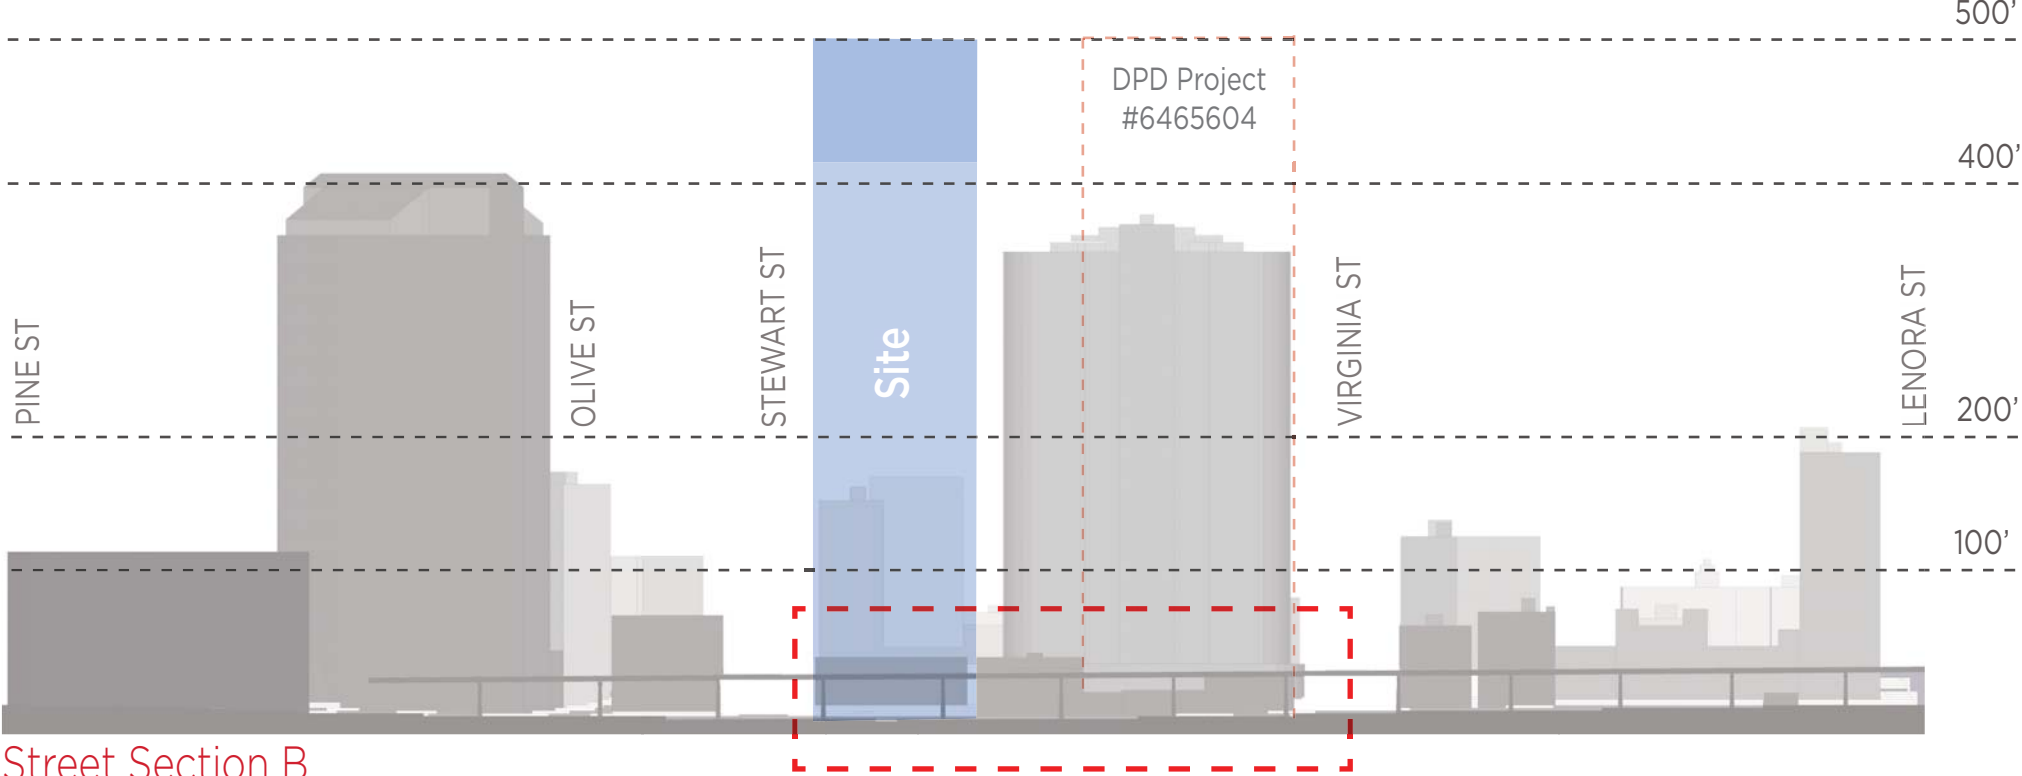 500'
DPD Project
#6465604
400'
PINE ST
OLIVE ST
STEWART ST
Site
VIRGINIA ST
LENORA ST
200'
100'
Street Section B